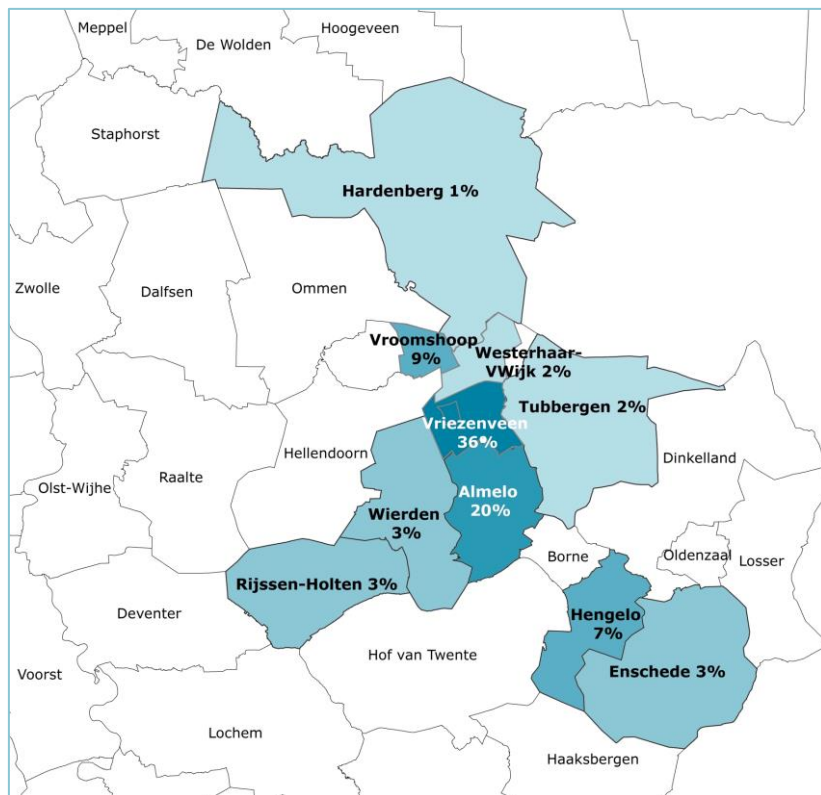 Meppel
Hoogeveen
De Wolden
Staphorst
Hardenberg 1%
Zwolle
Dalfsen
Ommen
Vroomshoop
9%
Westerhaar-
VWijk 2%
Tubbergen 2%
Vriezenveen
36%
Hellendoorn
Dinkelland
Raalte
Olst-Wijhe
Almelo
20%
Wierden
3%
Borne
Oldenzaal
Losser
Rijssen-Holten 3%
Deventer
Hengelo
7%
Hof van Twente
Enschede 3%
Voorst
Lochem
Haaksbergen